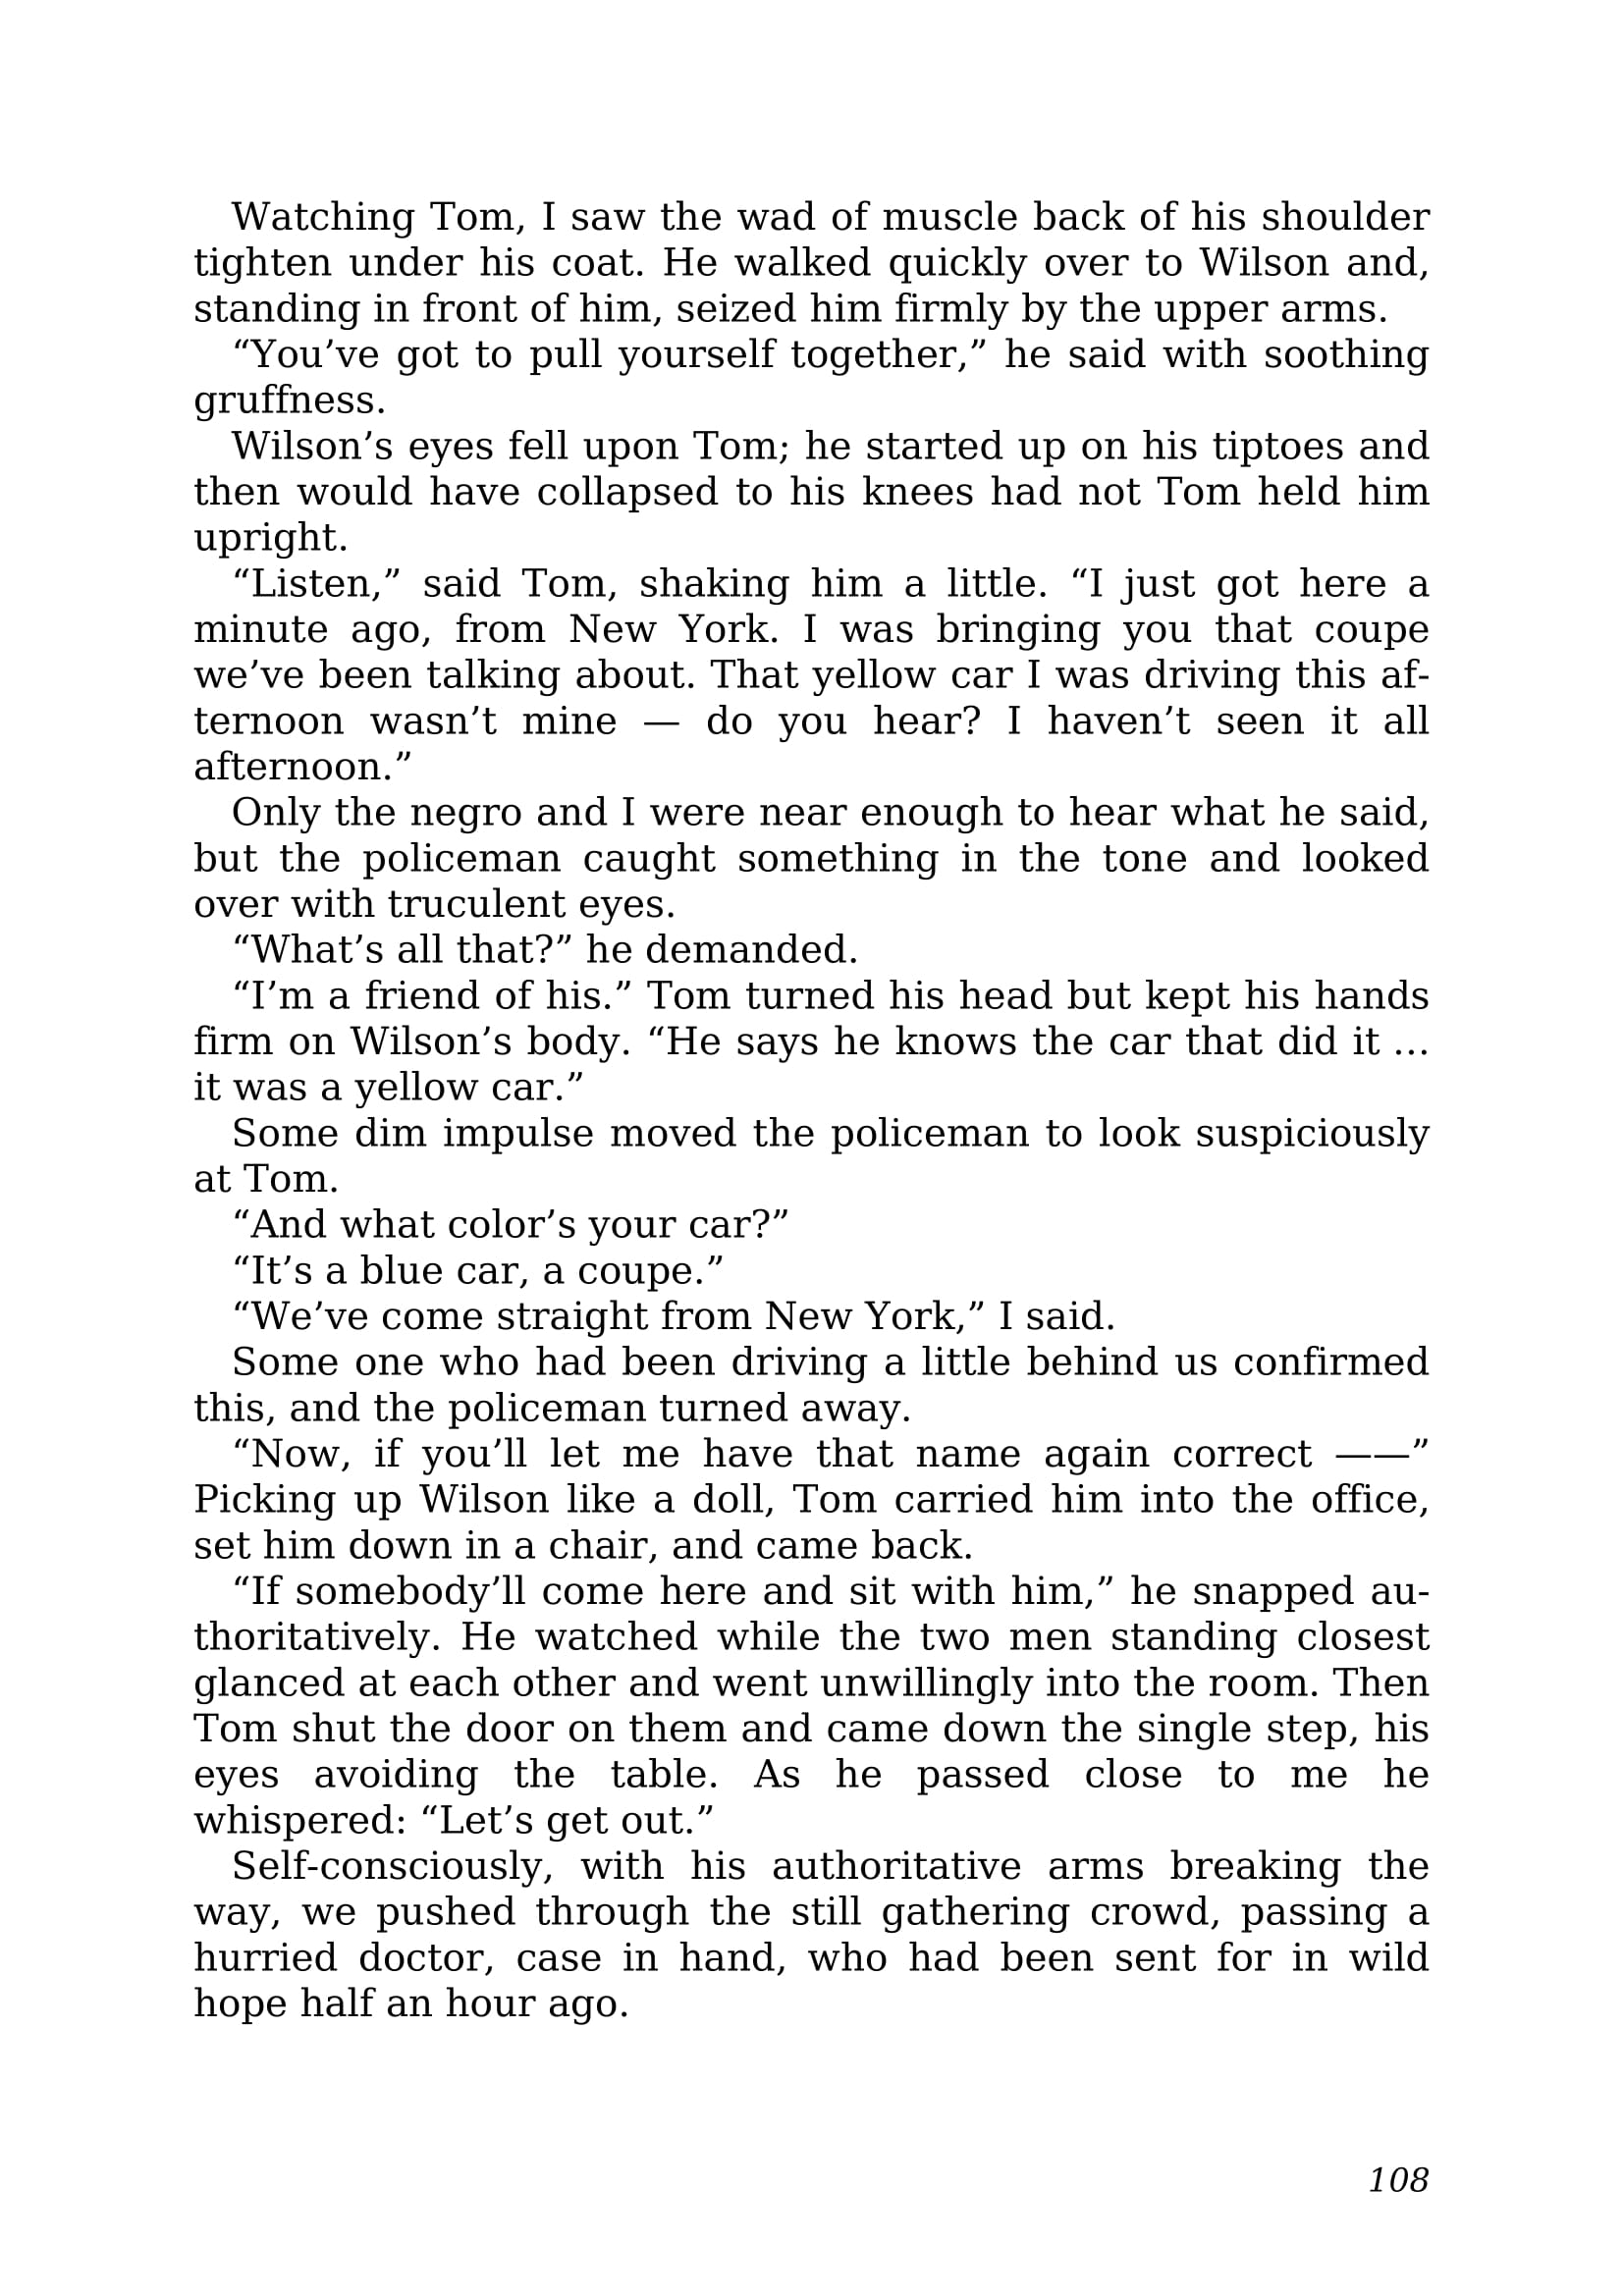 Watching Tom, I saw the wad of muscle back of his shoulder
tighten under his coat. He walked quickly over to Wilson and,
standing in front of him, seized him firmly by the upper arms.
“You’ve got to pull yourself together,” he said with soothing
gruffness.
Wilson’s eyes fell upon Tom; he started up on his tiptoes and
then would have collapsed to his knees had not Tom held him
upright.
“Listen,” said Tom, shaking him a little. “I just got here a
minute ago, from New York. I was bringing you that coupe
we’ve been talking about. That yellow car I was driving this af-
ternoon wasn’t mine — do you hear? I haven’t seen it all
afternoon.”
Only the negro and I were near enough to hear what he said,
but the policeman caught something in the tone and looked
over with truculent eyes.
“What’s all that?” he demanded.
“I’m a friend of his.” Tom turned his head but kept his hands
firm on Wilson’s body. “He says he knows the car that did it …
it was a yellow car.”
Some dim impulse moved the policeman to look suspiciously
at Tom.
“And what color’s your car?”
“It’s a blue car, a coupe.”
“We’ve come straight from New York,” I said.
Some one who had been driving a little behind us confirmed
this, and the policeman turned away.
“Now, if you’ll let me have that name again correct ——”
Picking up Wilson like a doll, Tom carried him into the office,
set him down in a chair, and came back.
“If somebody’ll come here and sit with him,” he snapped au-
thoritatively. He watched while the two men standing closest
glanced at each other and went unwillingly into the room. Then
Tom shut the door on them and came down the single step, his
eyes avoiding the table. As he passed close to me he
whispered: “Let’s get out.”
Self-consciously, with his authoritative arms breaking the
way, we pushed through the still gathering crowd, passing a
hurried doctor, case in hand, who had been sent for in wild
hope half an hour ago.
108